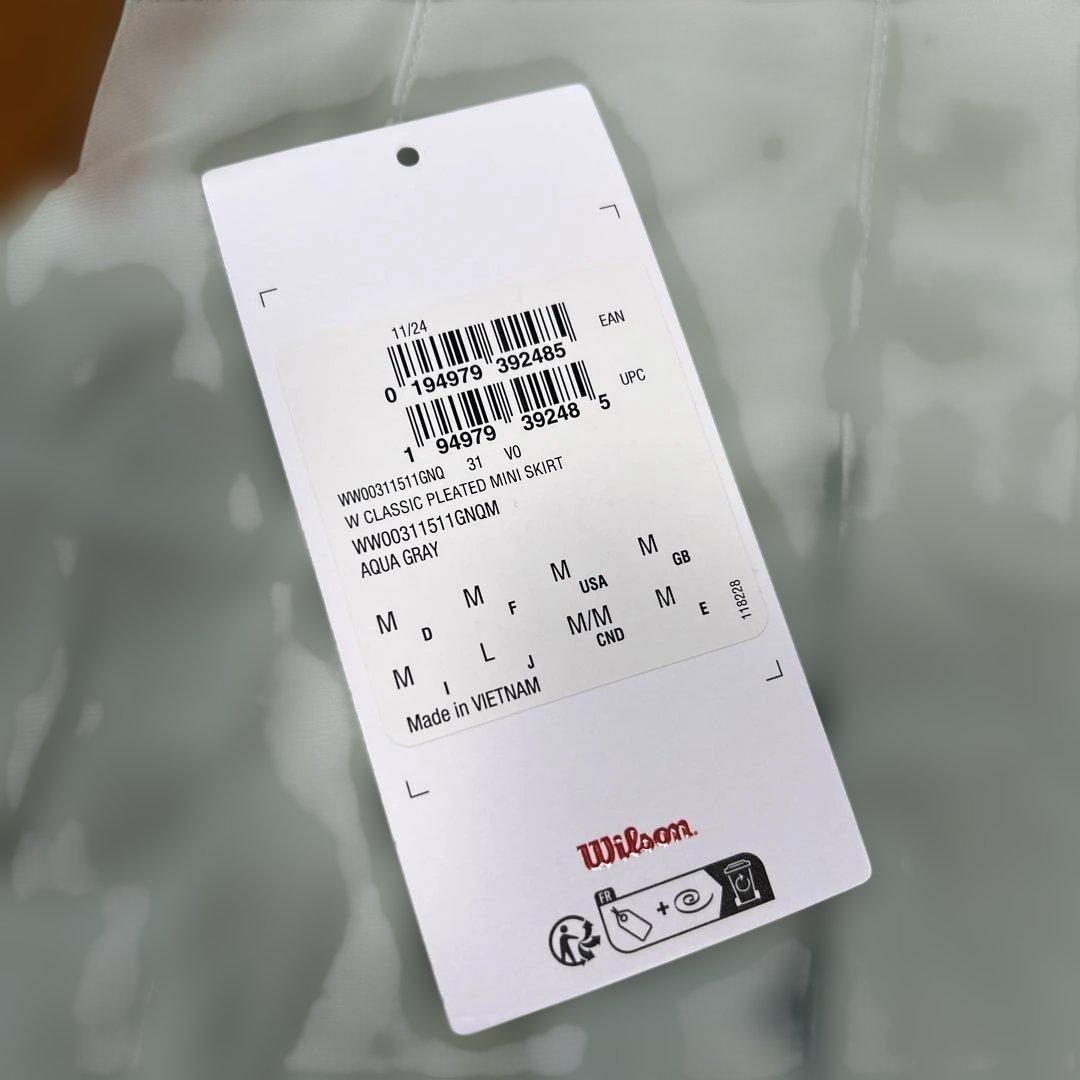 11/24
EAN
0 194979 392485
UPC
1 94979 39248 5
WW00311511GNQ 31 V0
W CLASSIC PLEATED MINI SKIRT
WW00311511GNQM
AQUA GRAY
M D M F M USA M GB
M I L J M/M CND M E
118228
Made in VIETNAM
Wilson.
FR
+